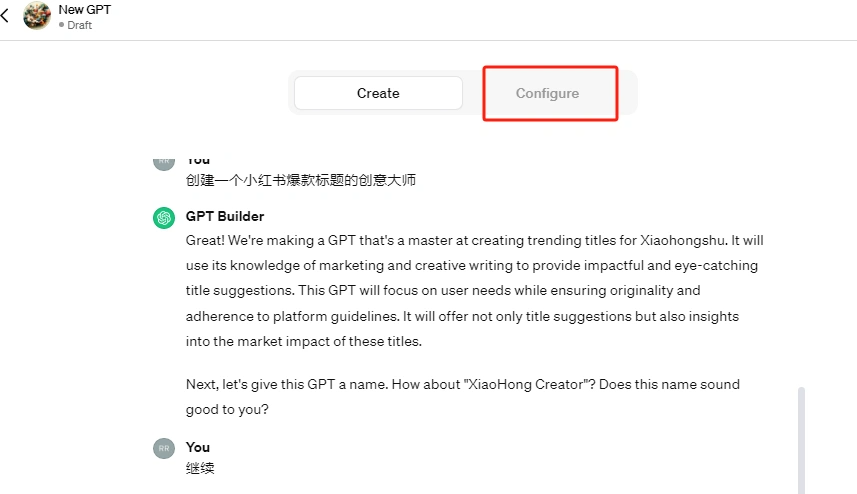 New GPT
Draft
Create
Configure
RR
You
创建一个小红书爆款标题的创意大师
GPT Builder
Great! We're making a GPT that's a master at creating trending titles for Xiaohongshu. It will
use its knowledge of marketing and creative writing to provide impactful and eye-catching
title suggestions. This GPT will focus on user needs while ensuring originality and
adherence to platform guidelines. It will offer not only title suggestions but also insights
into the market impact of these titles.
Next, let's give this GPT a name. How about "XiaoHong Creator"? Does this name sound
good to you?
RR
You
继续